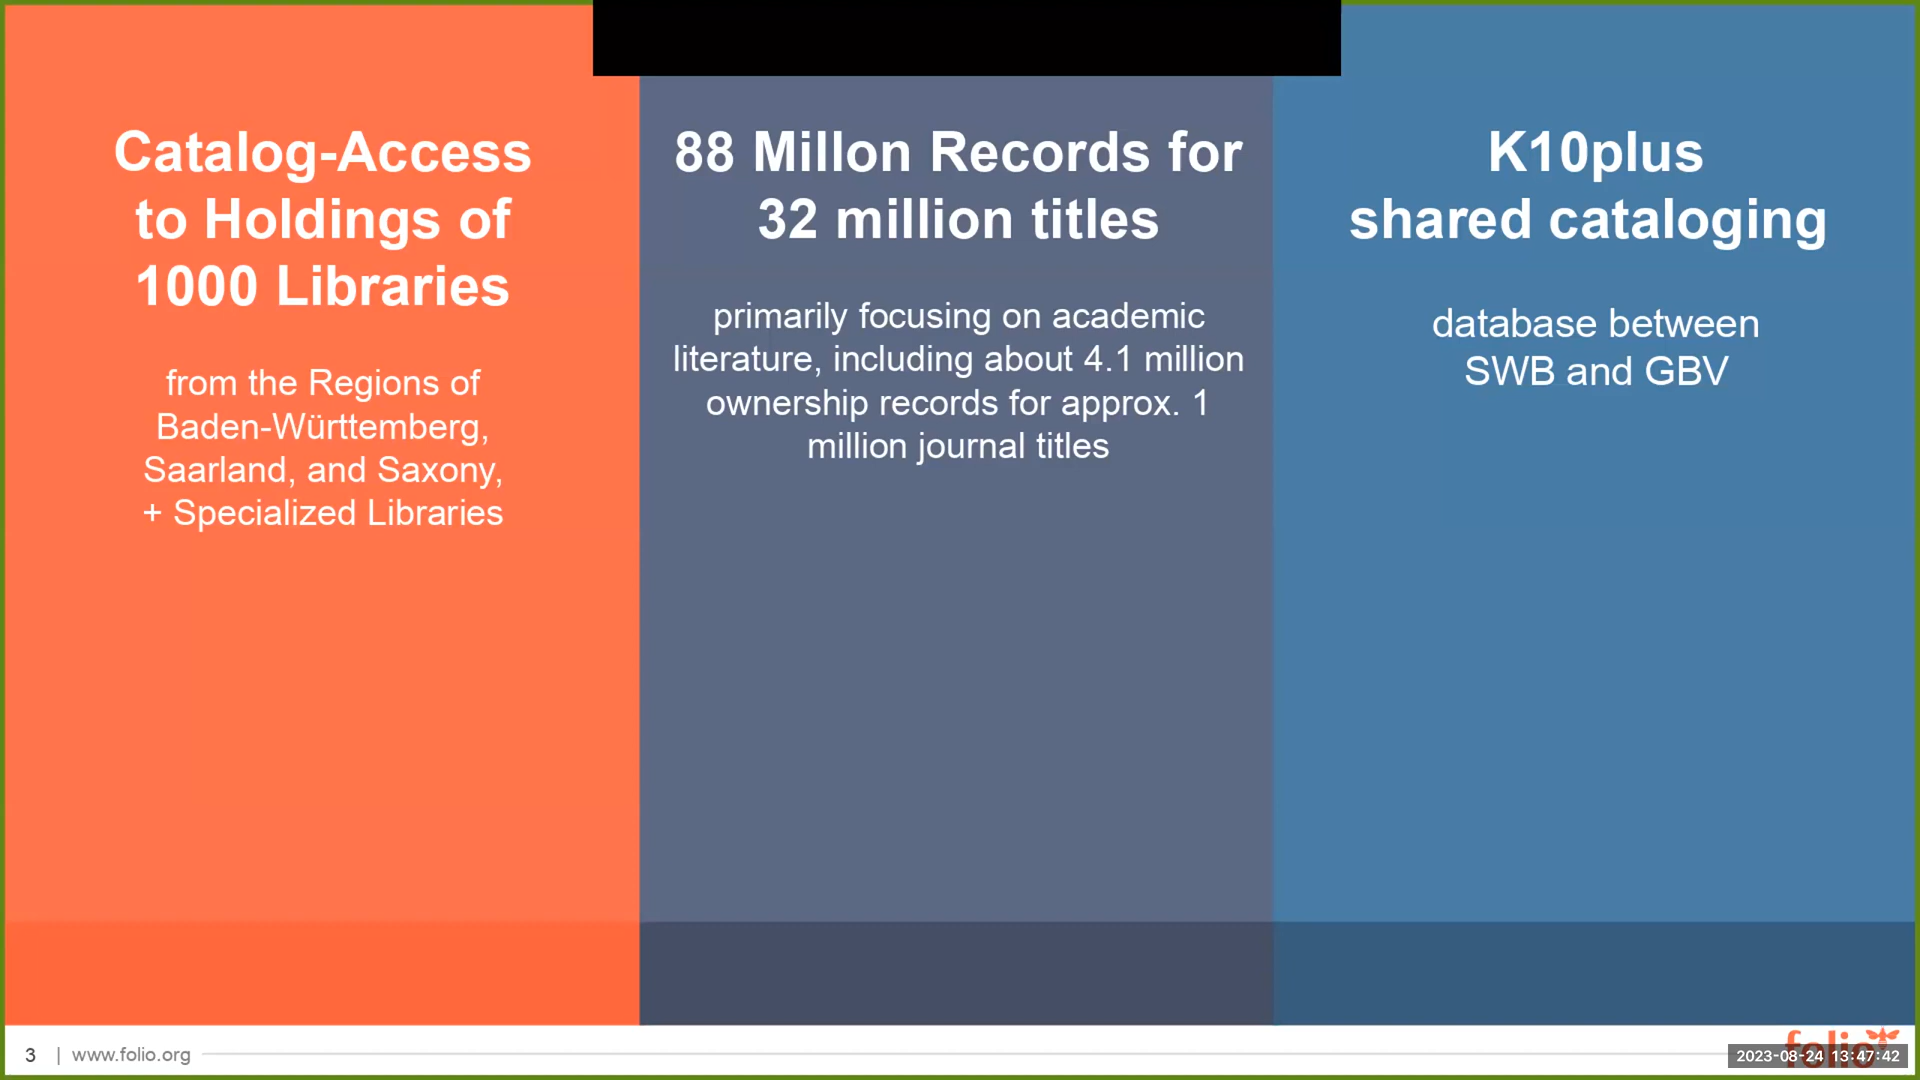 Catalog-Access
to Holdings of
1000 Libraries
from the Regions of
Baden-Württemberg,
Saarland, and Saxony,
+ Specialized Libraries
88 Millon Records for
32 million titles
primarily focusing on academic
literature, including about 4.1 million
ownership records for approx. 1
million journal titles
K10plus
shared cataloging
database between
SWB and GBV
3 | www.folio.org
folio
2023-08-24 13:47:42